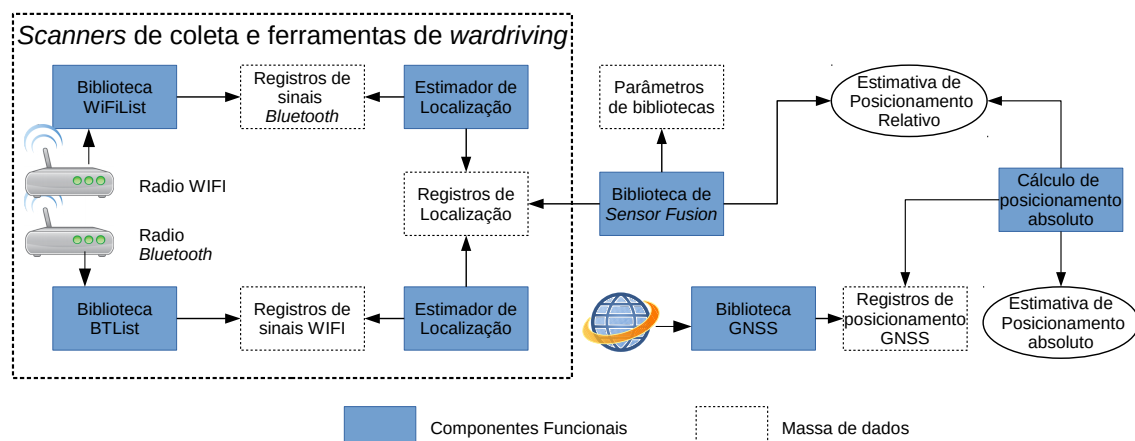 Scanners de coleta e ferramentas de wardriving
Biblioteca
WiFiList
Registros de
sinais
Bluetooth
Estimador de
Localização
Parâmetros
de bibliotecas
Estimativa de
Posicionamento
Relativo
Radio WIFI
Radio
Bluetooth
Registros de
Localização
Biblioteca de
Sensor Fusion
Cálculo de
posicionamento
absoluto
Biblioteca
BTList
Registros de
sinais WIFI
Estimador de
Localização
Biblioteca
GNSS
Registros de
posicionamento
GNSS
Estimativa de
Posicionamento
absoluto
Componentes Funcionais
Massa de dados